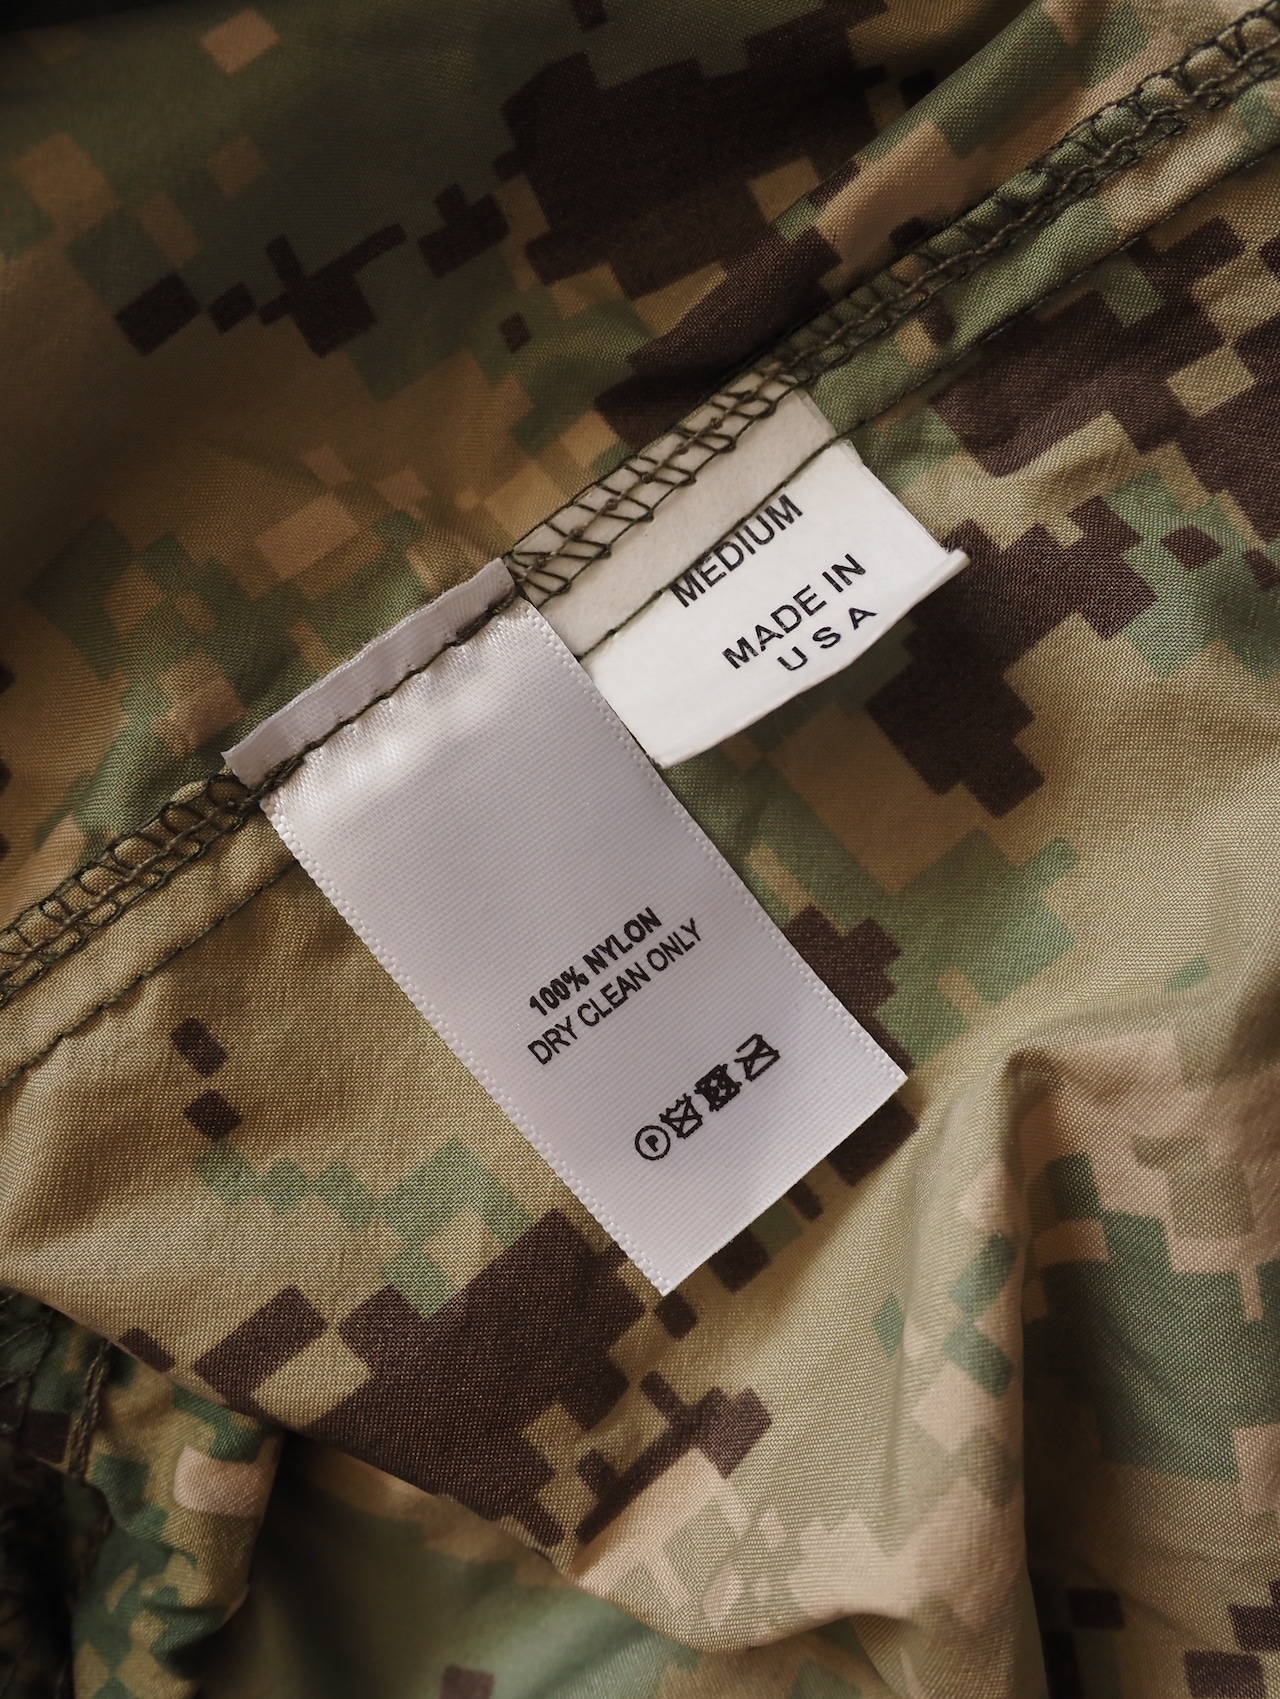 MEDIUM
MADE IN
U S A
100% NYLON
DRY CLEAN ONLY
P